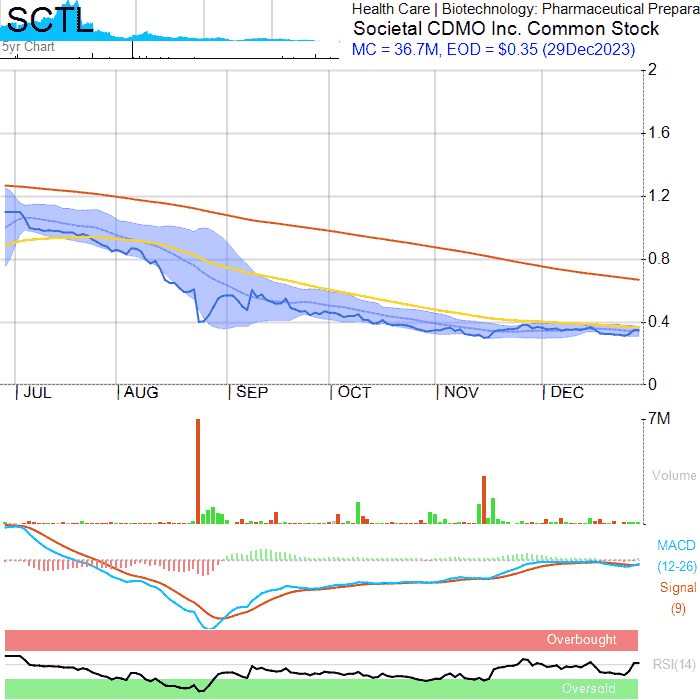 SCTL
5yr Chart
Health Care | Biotechnology: Pharmaceutical Prepara
Societal CDMO Inc. Common Stock
MC = 36.7M, EOD = $0.35 (29Dec2023)
2
1.6
1.2
0.8
0.4
0
JUL AUG SEP OCT NOV DEC
7M
Volume
MACD
(12-26)
Signal
(9)
Overbought
RSI(14)
Oversold